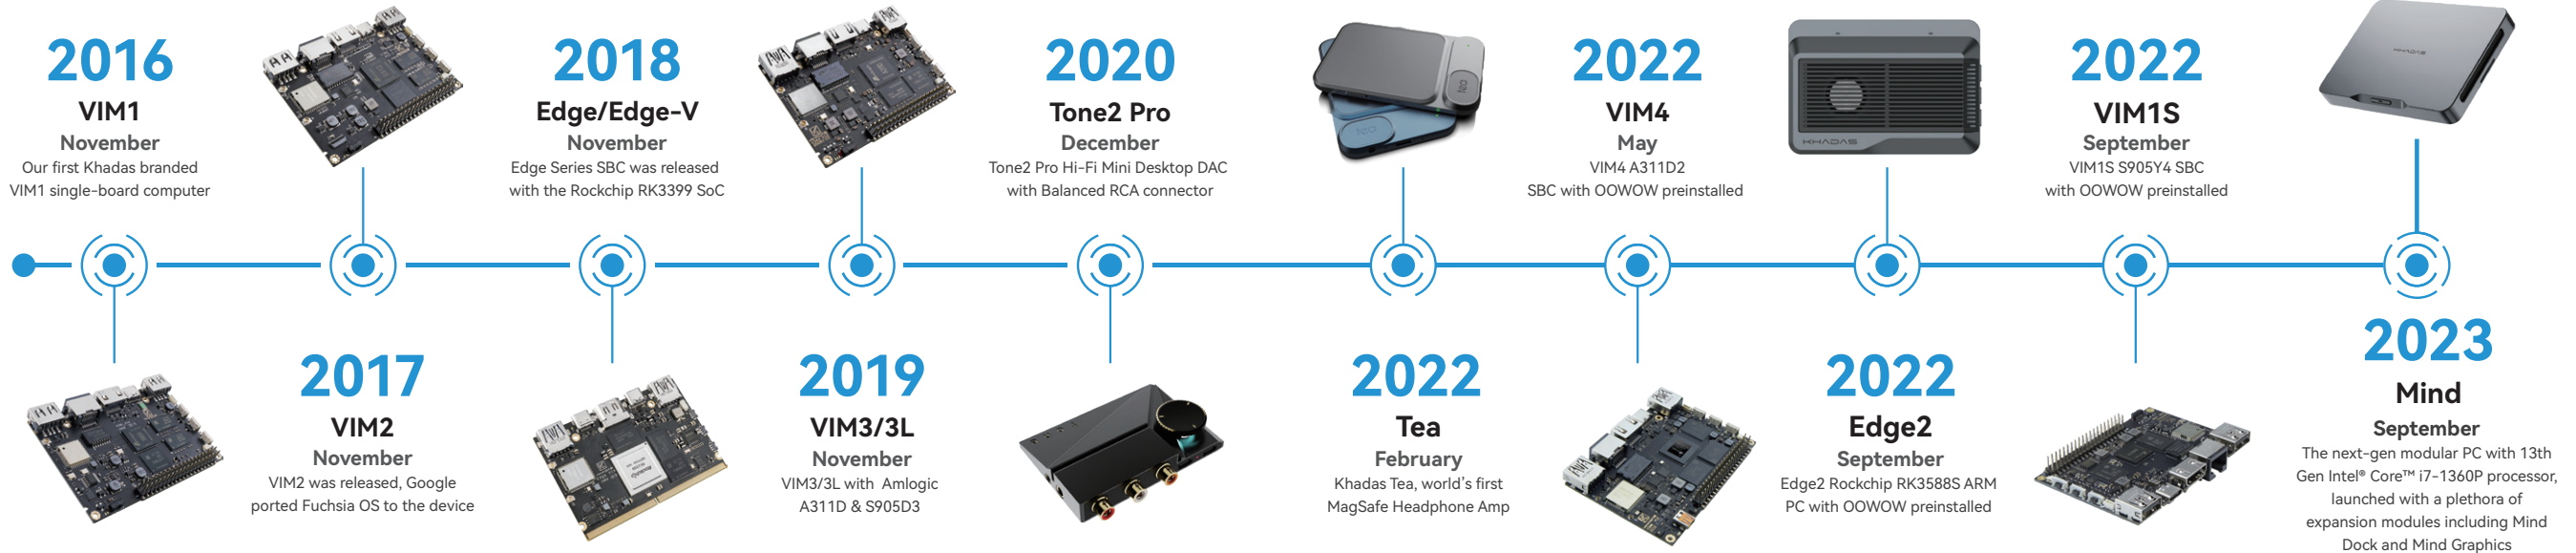 2016
VIM1
November
Our first Khadas branded
VIM1 single-board computer
2017
VIM2
November
VIM2 was released, Google
ported Fuchsia OS to the device
2018
Edge/Edge-V
November
Edge Series SBC was released
with the Rockchip RK3399 SoC
2019
VIM3/3L
November
VIM3/3L with Amlogic
A311D & S905D3
2020
Tone2 Pro
December
Tone2 Pro Hi-Fi Mini Desktop DAC
with Balanced RCA connector
tea
tea
2022
Tea
February
Khadas Tea, world's first
MagSafe Headphone Amp
2022
VIM4
May
VIM4 A311D2
SBC with OOWOW preinstalled
KHADAS
2022
Edge2
September
Edge2 Rockchip RK3588S ARM
PC with OOWOW preinstalled
2022
VIM1S
September
VIM1S S905Y4 SBC
with OOWOW preinstalled
KHADAS
2023
Mind
September
The next-gen modular PC with 13th
Gen Intel® Core™ i7-1360P processor,
launched with a plethora of
expansion modules including Mind
Dock and Mind Graphics